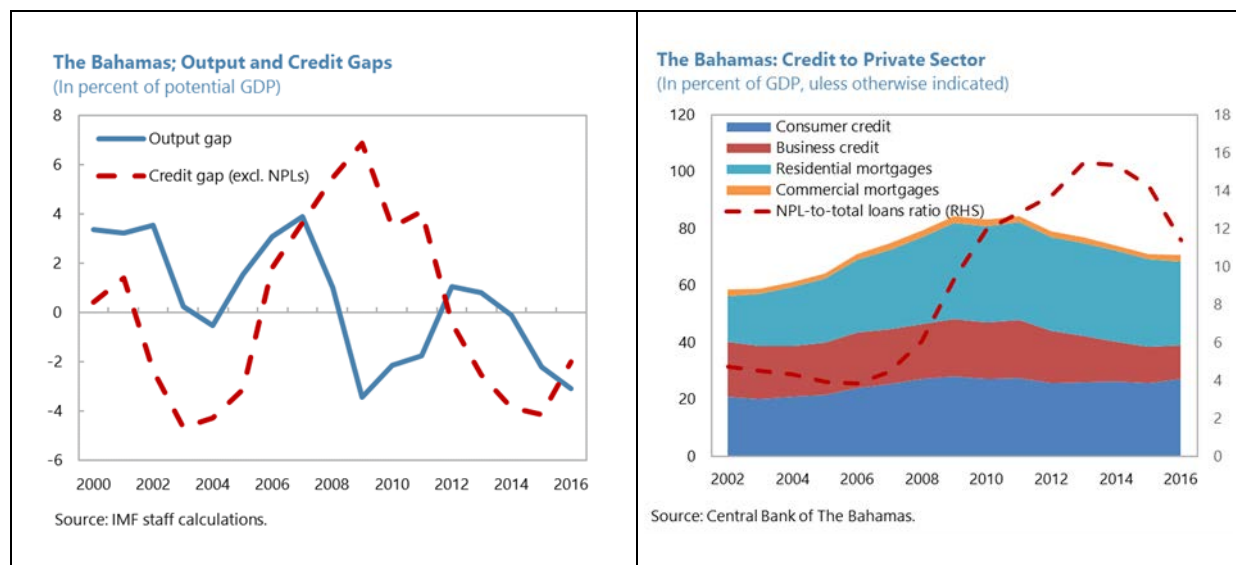 The Bahamas; Output and Credit Gaps
(In percent of potential GDP)
8
6
4
2
0
-2
-4
-6
Output gap
Credit gap (excl. NPLs)
2000 2002 2004 2006 2008 2010 2012 2014 2016
Source: IMF staff calculations.
The Bahamas: Credit to Private Sector
(In percent of GDP, uless otherwise indicated)
120
100
80
60
40
20
0
Consumer credit
Business credit
Residential mortgages
Commercial mortgages
NPL-to-total loans ratio (RHS)
18
16
14
12
10
8
6
4
2
0
2002 2004 2006 2008 2010 2012 2014 2016
Source: Central Bank of The Bahamas.